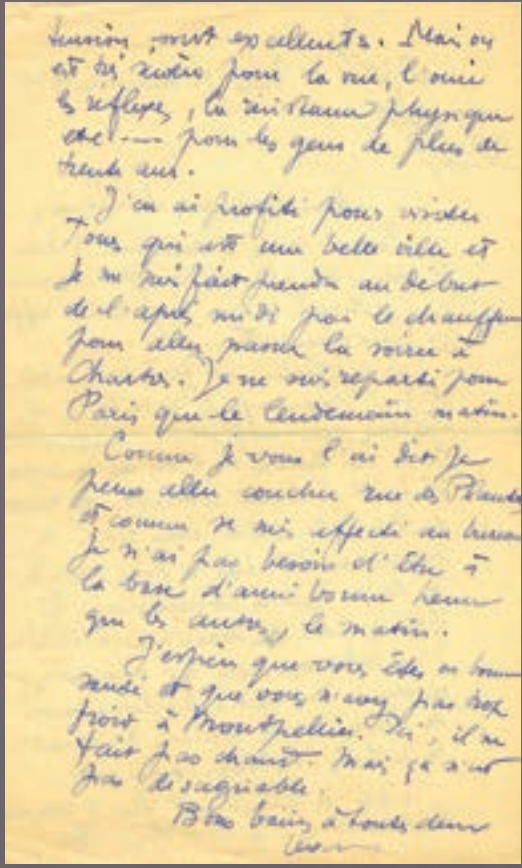 tension, sont excellents. Mais on
est très sévère pour la vue, l'ouïe
les réflexes, la résistance physique
etc --- pour les gens de plus de
trente ans.
J'en ai profité pour visiter
Tours qui est une belle ville et
je me suis fait prendre au début
de l'après midi par le chauffeur
pour aller passer la soirée à
Chartres. Je ne suis reparti pour
Paris que le lendemain matin.
Comme je vous l'ai dit je
peux aller coucher rue des Plantes
et comme je suis affecté au bureau
je n'ai pas besoin d'être à
la base d'aussi bonne heure
que les autres, le matin.
J'espère que vous êtes en bonne
santé et que vous n'avez pas trop
froid à Montpellier. Ici, il ne
fait pas chaud. Mais ça n'est
pas désagréable.
Bons baisers à toutes deux